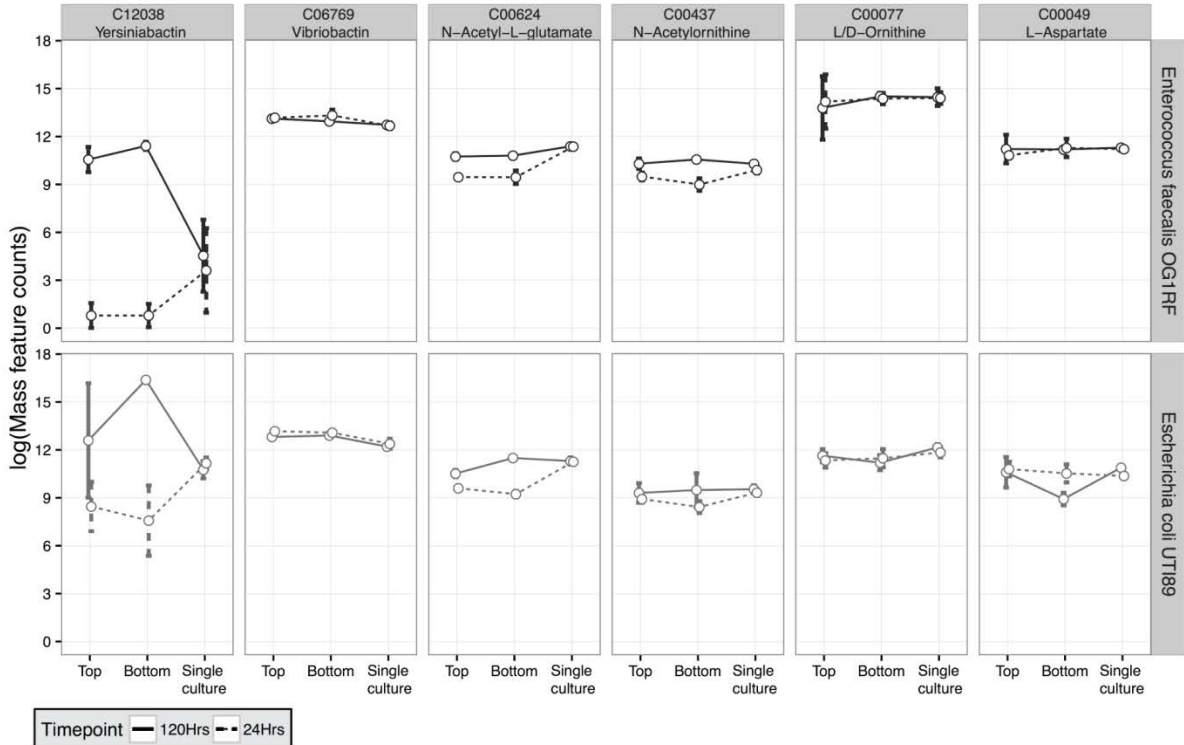 C12038 C06769 C00624 C00437 C00077 C00049
Yersiniabactin Vibriobactin N−Acetyl−L−glutamate N−Acetylornithine L/D−Ornithine L−Aspartate
18
15
12
9
6
3
0
Enterococcus faecalis OG1RF
log(Mass feature counts)
18
15
12
9
6
3
0
Escherichia coli UTI89
Top Bottom Single Top Bottom Single Top Bottom Single Top Bottom Single Top Bottom Single Top Bottom Single
culture culture culture culture culture culture
Timepoint 120Hrs 24Hrs